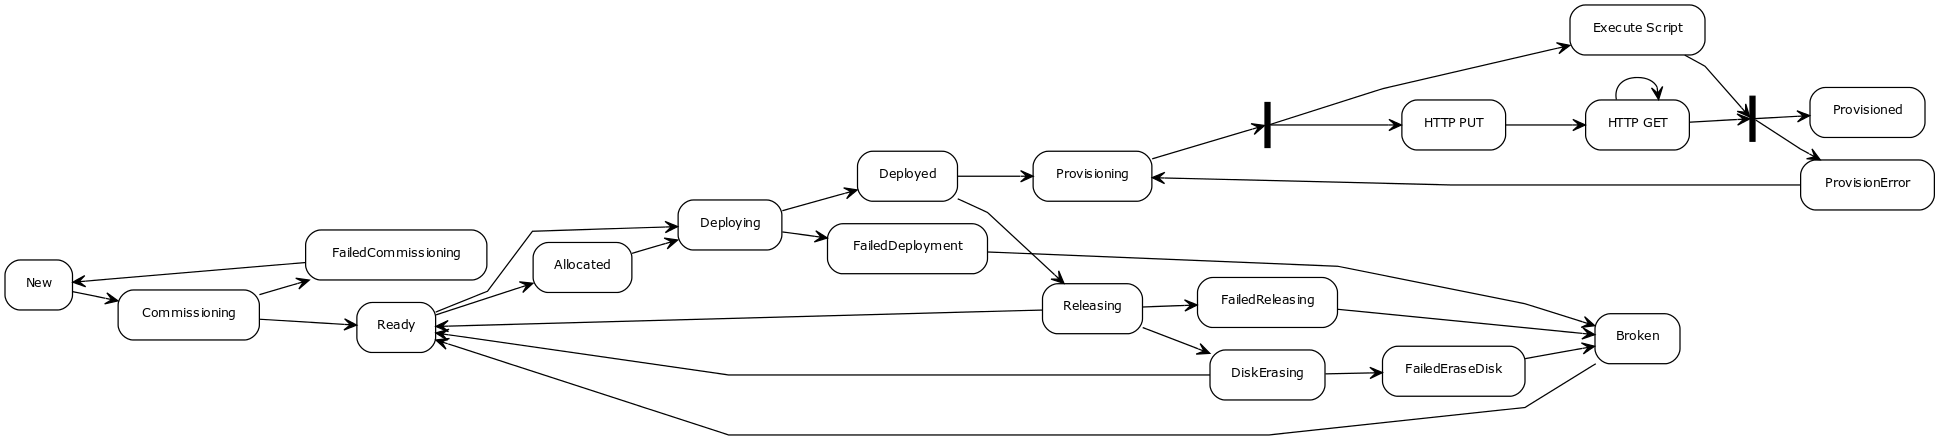 Execute Script
Provisioned
HTTP PUT
HTTP GET
Deployed
Provisioning
ProvisionError
Deploying
FailedDeployment
FailedCommissioning
Allocated
New
Commissioning
Ready
Releasing
FailedReleasing
Broken
DiskErasing
FailedEraseDisk